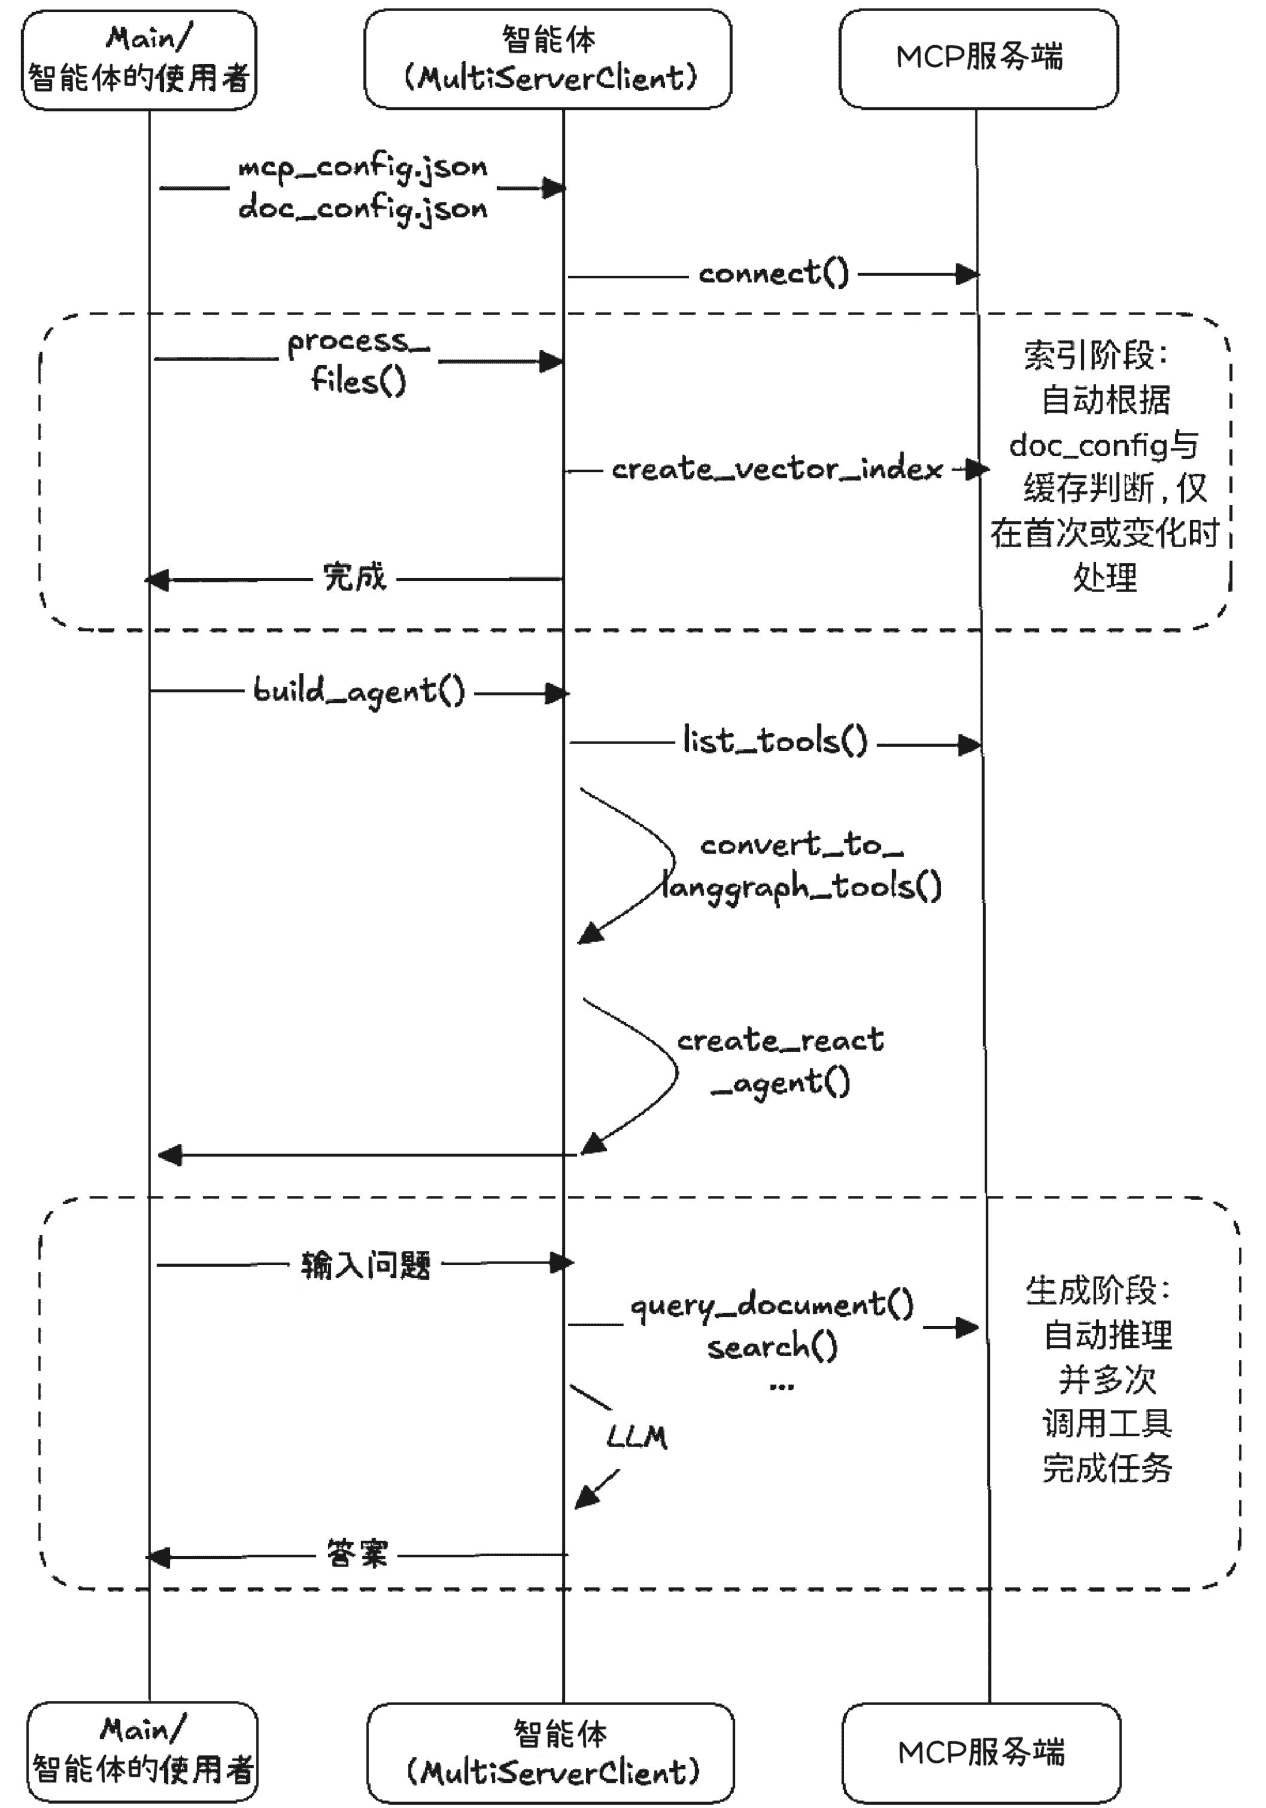 Main/
智能体的使用者
智能体
(MultiServerClient)
MCP服务端
mcp_config.json
doc_config.json
connect()
process_
files()
索引阶段：
自动根据
doc_config与
缓存判断，仅
在首次或变化时
处理
create_vector_index
完成
build_agent()
list_tools()
convert_to_
langgraph_tools()
create_react
_agent()
输入问题
query_document()
search()
...
生成阶段：
自动推理
并多次
调用工具
完成任务
LLM
答案
Main/
智能体的使用者
智能体
(MultiServerClient)
MCP服务端